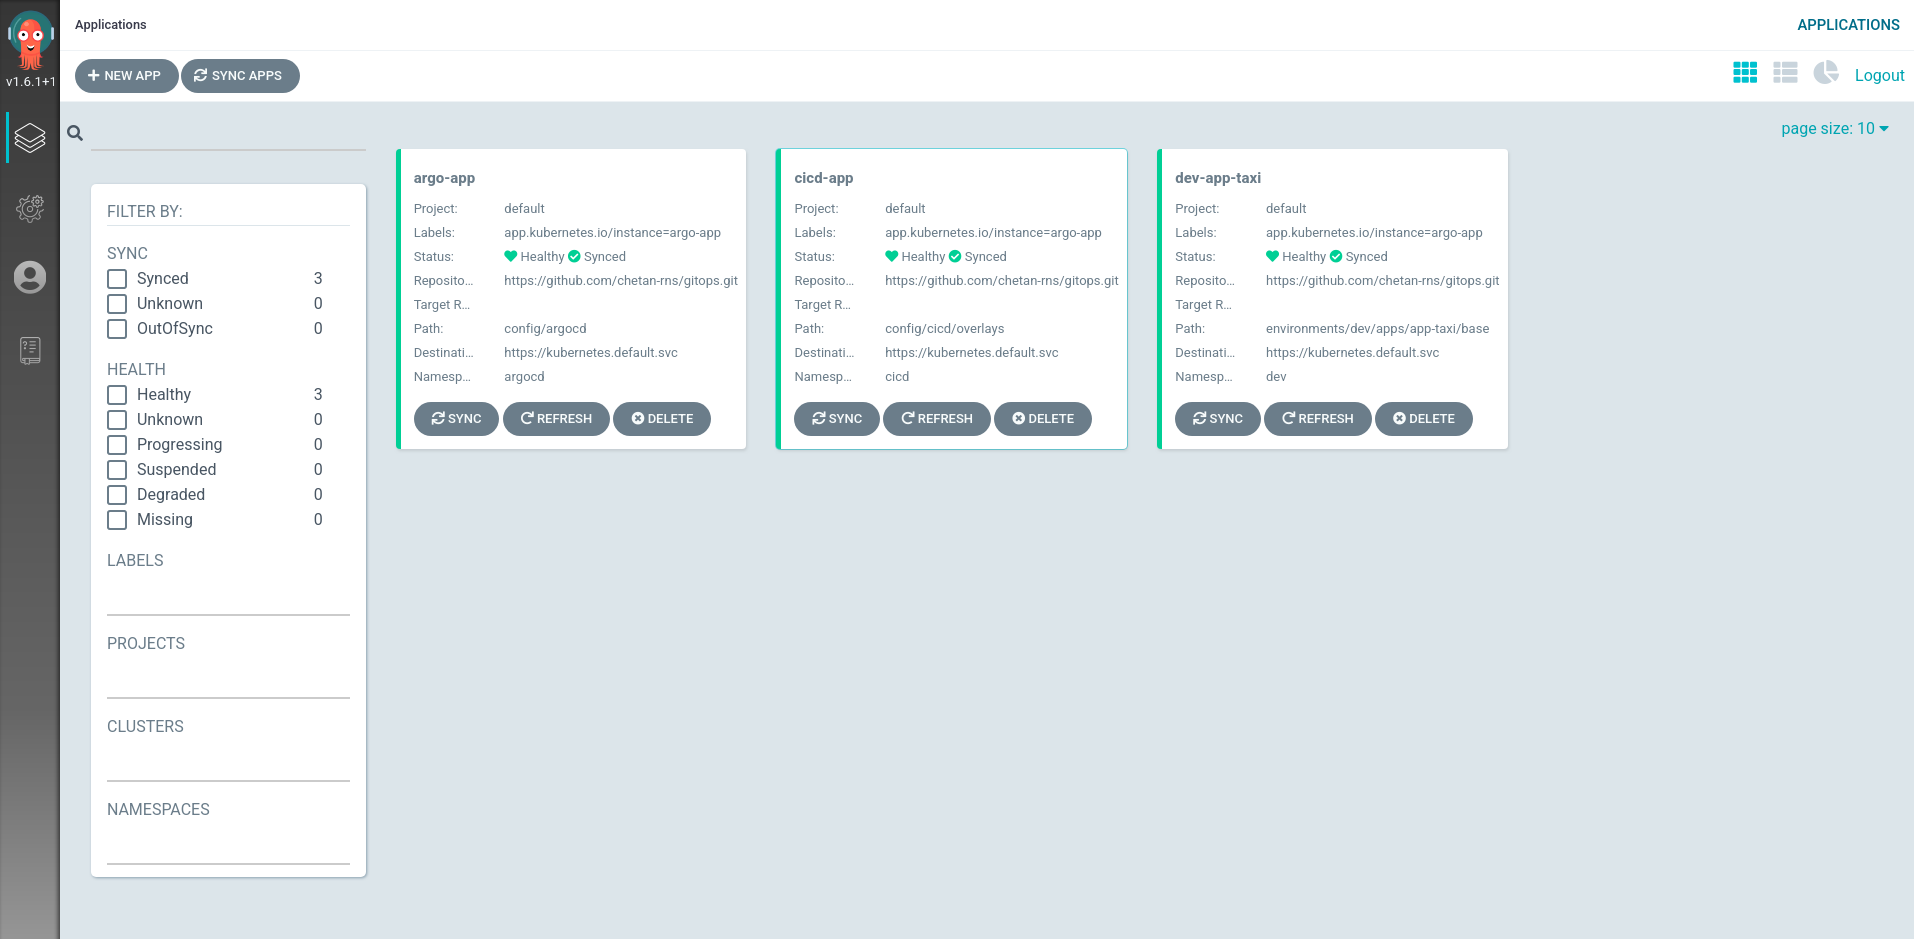 Applications
APPLICATIONS
v1.6.1+1
NEW APP
SYNC APPS
Logout
page size: 10
FILTER BY:
SYNC
Synced 3
Unknown 0
OutOfSync 0
HEALTH
Healthy 3
Unknown 0
Progressing 0
Suspended 0
Degraded 0
Missing 0
LABELS
PROJECTS
CLUSTERS
NAMESPACES
argo-app
Project: default
Labels: app.kubernetes.io/instance=argo-app
Status: Healthy Synced
Reposito... https://github.com/chetan-rns/gitops.git
Target R...
Path: config/argocd
Destinati... https://kubernetes.default.svc
Namesp... argocd
SYNC REFRESH DELETE
cicd-app
Project: default
Labels: app.kubernetes.io/instance=argo-app
Status: Healthy Synced
Reposito... https://github.com/chetan-rns/gitops.git
Target R...
Path: config/cicd/overlays
Destinati... https://kubernetes.default.svc
Namesp... cicd
SYNC REFRESH DELETE
dev-app-taxi
Project: default
Labels: app.kubernetes.io/instance=argo-app
Status: Healthy Synced
Reposito... https://github.com/chetan-rns/gitops.git
Target R...
Path: environments/dev/apps/app-taxi/base
Destinati... https://kubernetes.default.svc
Namesp... dev
SYNC REFRESH DELETE